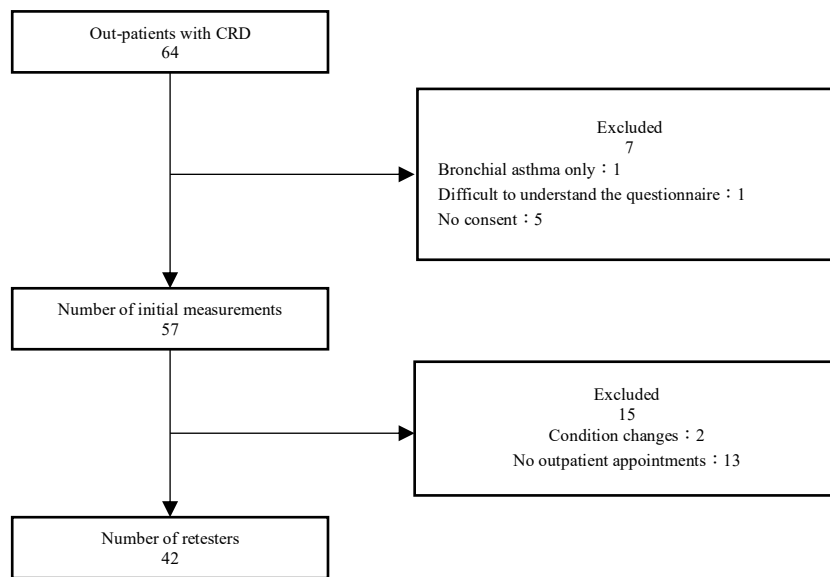 Out-patients with CRD
64
Excluded
7
Bronchial asthma only：1
Difficult to understand the questionnaire：1
No consent：5
Number of initial measurements
57
Excluded
15
Condition changes：2
No outpatient appointments：13
Number of retesters
42